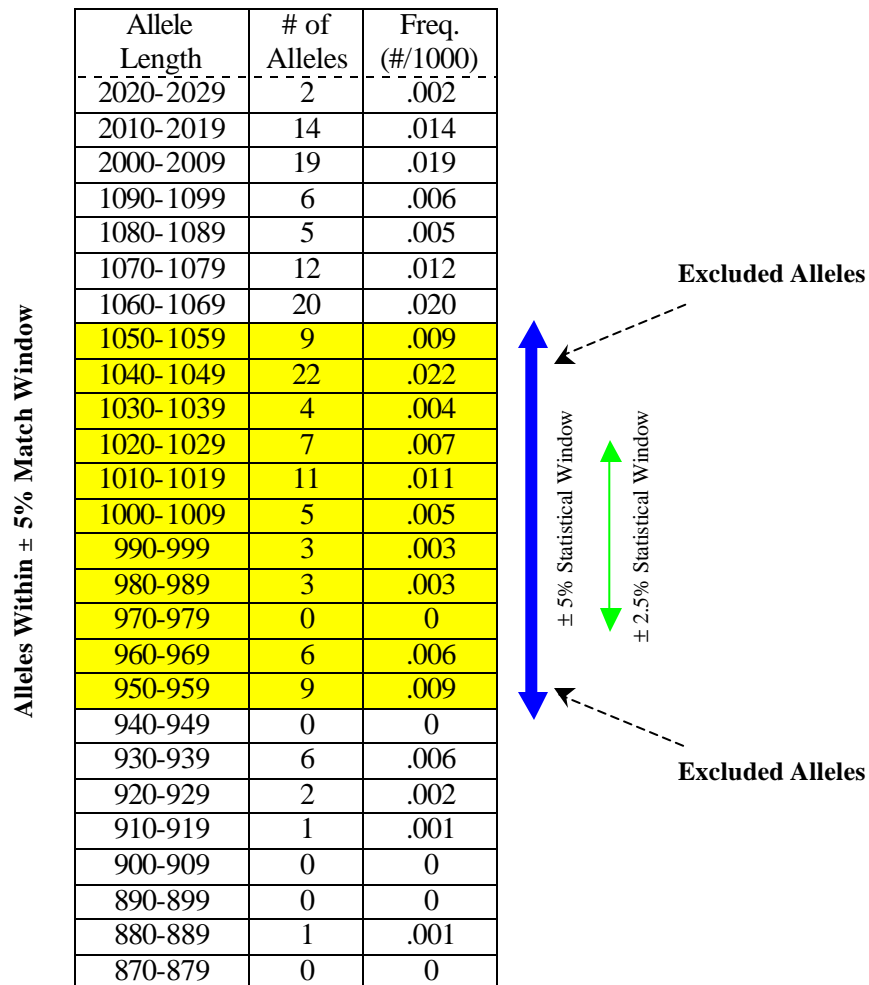 Allele # of Freq.
Length Alleles (#/1000)
2020-2029 2 .002
2010-2019 14 .014
2000-2009 19 .019
1090-1099 6 .006
1080-1089 5 .005
1070-1079 12 .012
1060-1069 20 .020
1050-1059 9 .009
1040-1049 22 .022
1030-1039 4 .004
1020-1029 7 .007
1010-1019 11 .011
1000-1009 5 .005
990-999 3 .003
980-989 3 .003
970-979 0 0
960-969 6 .006
950-959 9 .009
940-949 0 0
930-939 6 .006
920-929 2 .002
910-919 1 .001
900-909 0 0
890-899 0 0
880-889 1 .001
870-879 0 0
Alleles Within ± 5% Match Window
± 5% Statistical Window
± 2.5% Statistical Window
Excluded Alleles
Excluded Alleles